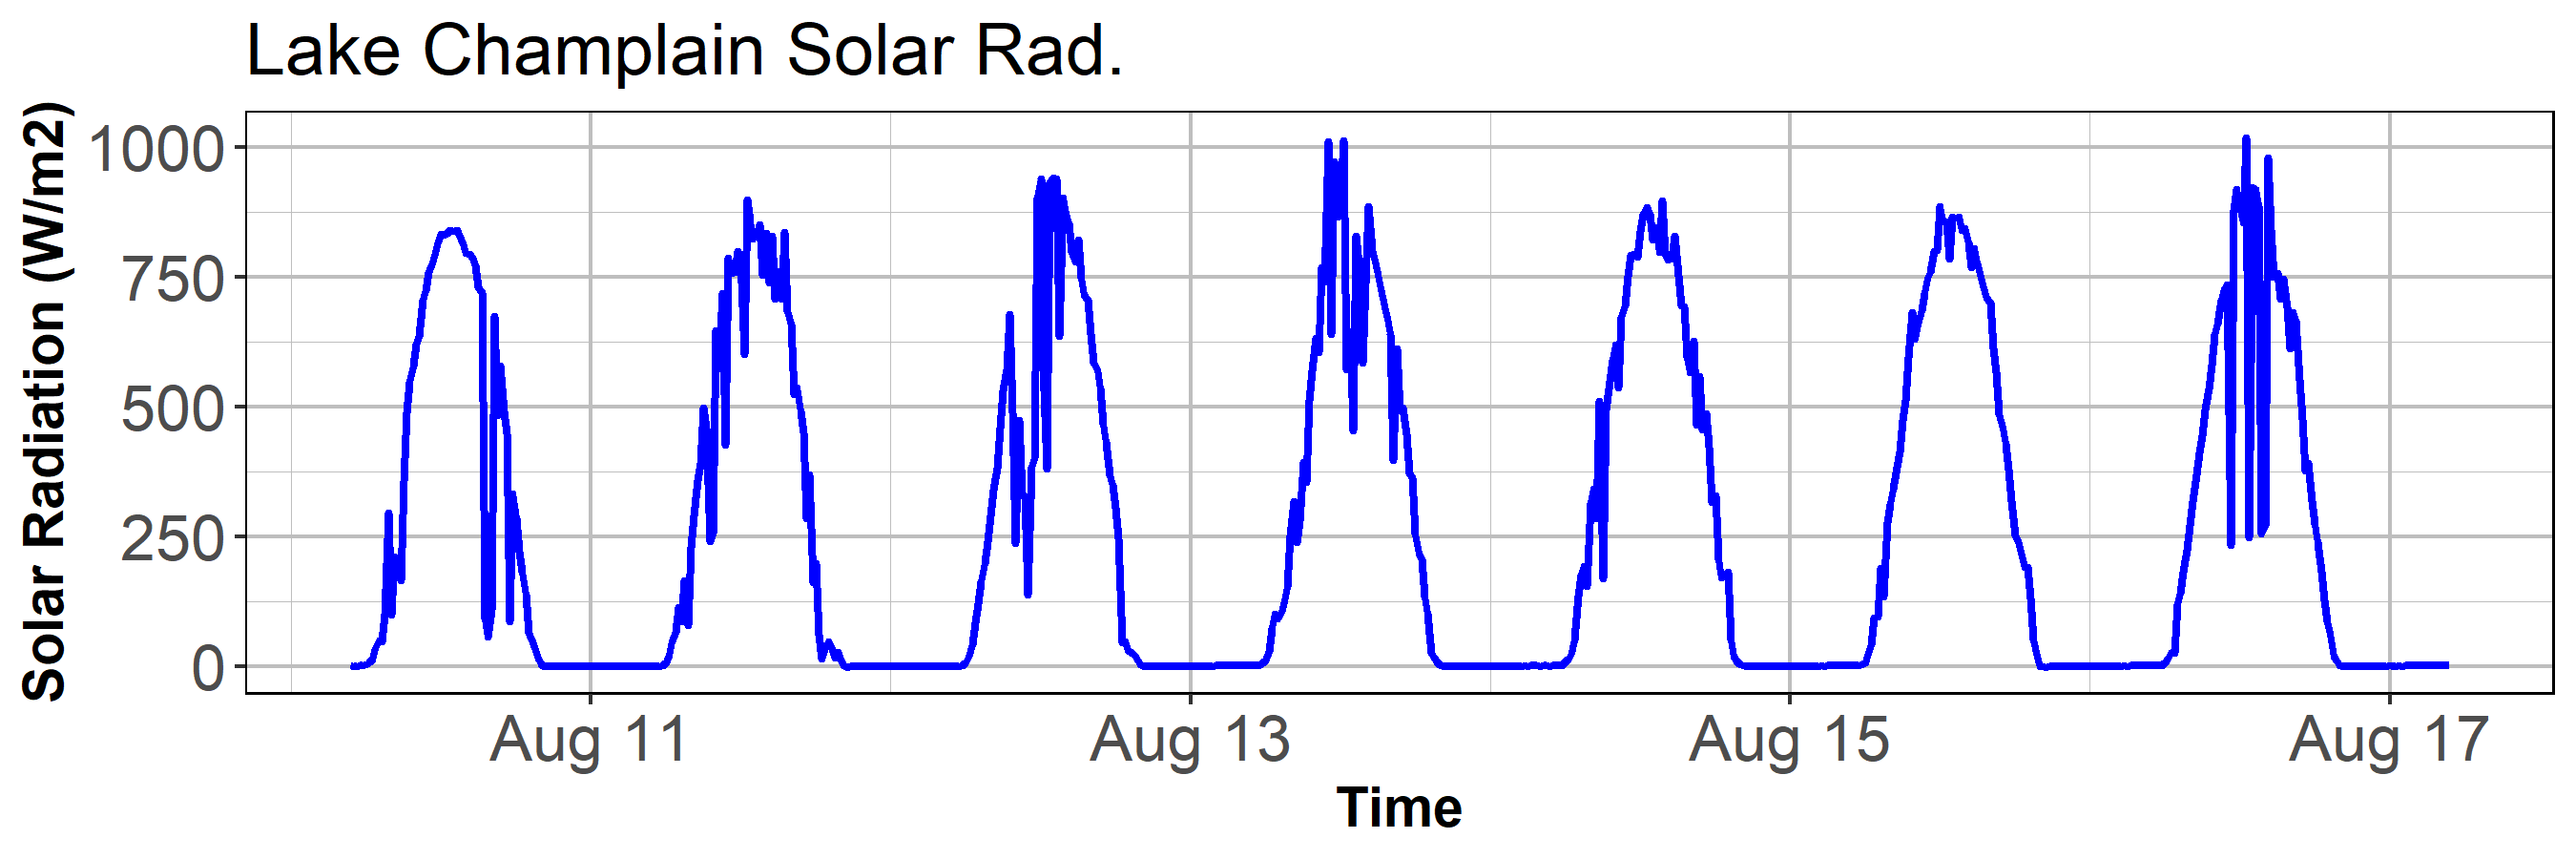 Lake Champlain Solar Rad.
Solar Radiation (W/m2)
1000
750
500
250
0
Aug 11 Aug 13 Aug 15 Aug 17
Time